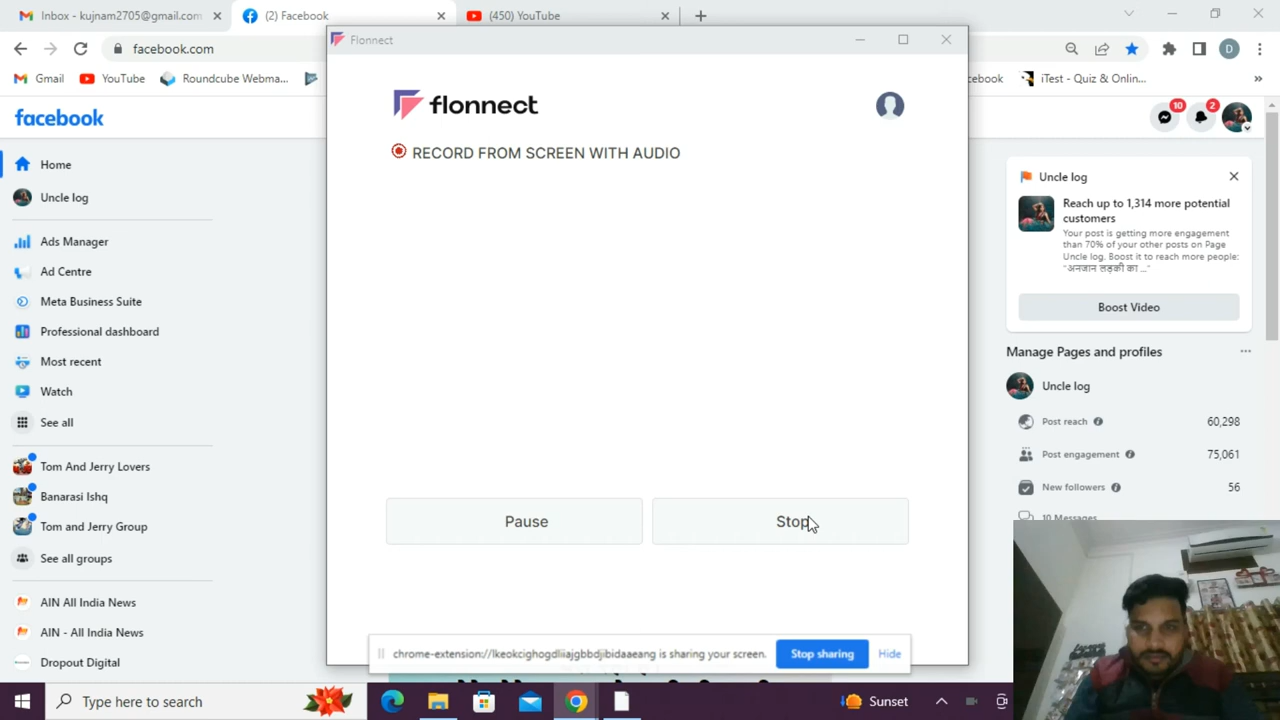 Inbox - kujnam2705@gmail.com
(2) Facebook
(450) YouTube
facebook.com
Gmail
YouTube
Roundcube Webma...
cebook
iTest - Quiz & Onlin...
D
Flonnect
flonnect
RECORD FROM SCREEN WITH AUDIO
Pause
Stop
chrome-extension://lkeokcighogdliiajgbbdjibidaaeang is sharing your screen.
Stop sharing
Hide
facebook
Home
Uncle log
Ads Manager
Ad Centre
Meta Business Suite
Professional dashboard
Most recent
Watch
See all
Tom And Jerry Lovers
Banarasi Ishq
Tom and Jerry Group
See all groups
AIN All India News
AIN - All India News
Dropout Digital
10
2
Uncle log
Reach up to 1,314 more potential
customers
Your post is getting more engagement
than 70% of your other posts on Page
Uncle log. Boost it to reach more people:
"अनजान लड़की का ..."
Boost Video
Manage Pages and profiles
Uncle log
Post reach
60,298
Post engagement
75,061
New followers
56
10 Messages
Type here to search
Sunset